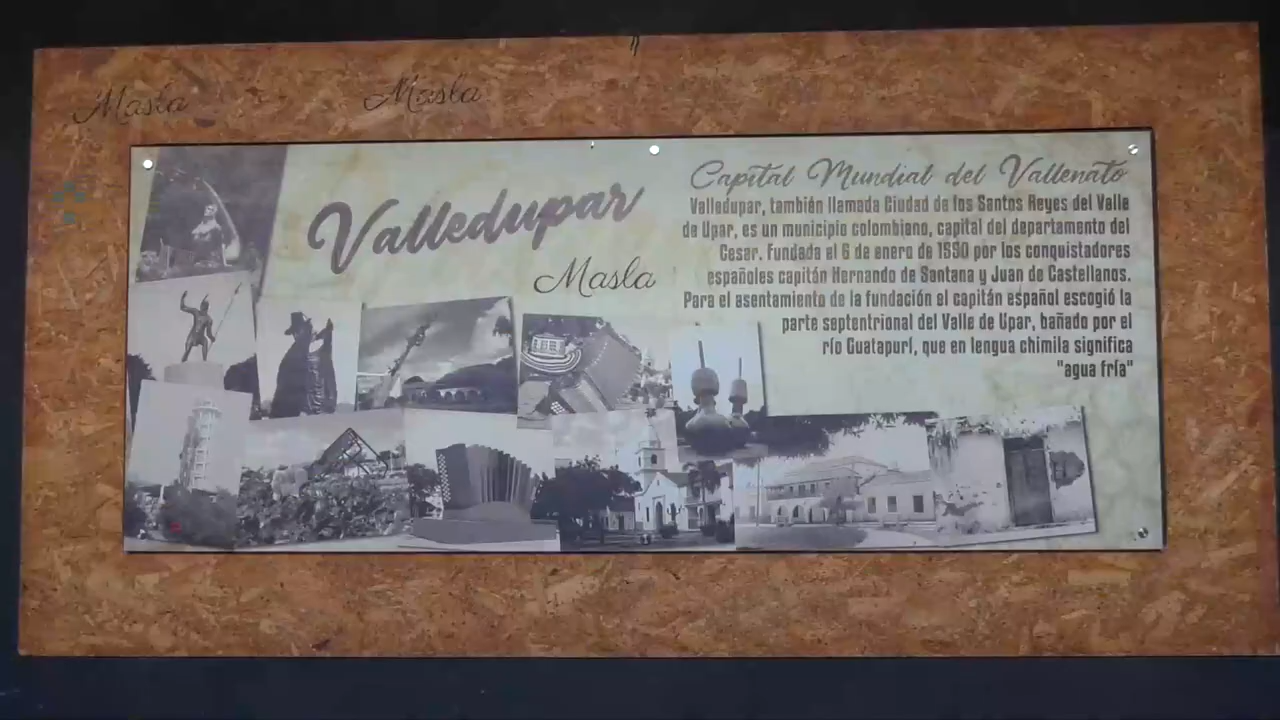 Masla
Masla
Valledupar
Masla
Capital Mundial del Vallenato
Valledupar, también llamada Ciudad de los Santos Reyes del Valle
de Upar, es un municipio colombiano, capital del departamento del
Cesar. Fundada el 6 de enero de 1550 por los conquistadores
españoles capitán Hernando de Santana y Juan de Castellanos.
Para el asentamiento de la fundación el capitán español escogió la
parte septentrional del Valle de Upar, bañado por el
río Guatapurí, que en lengua chimila significa
"agua fría"